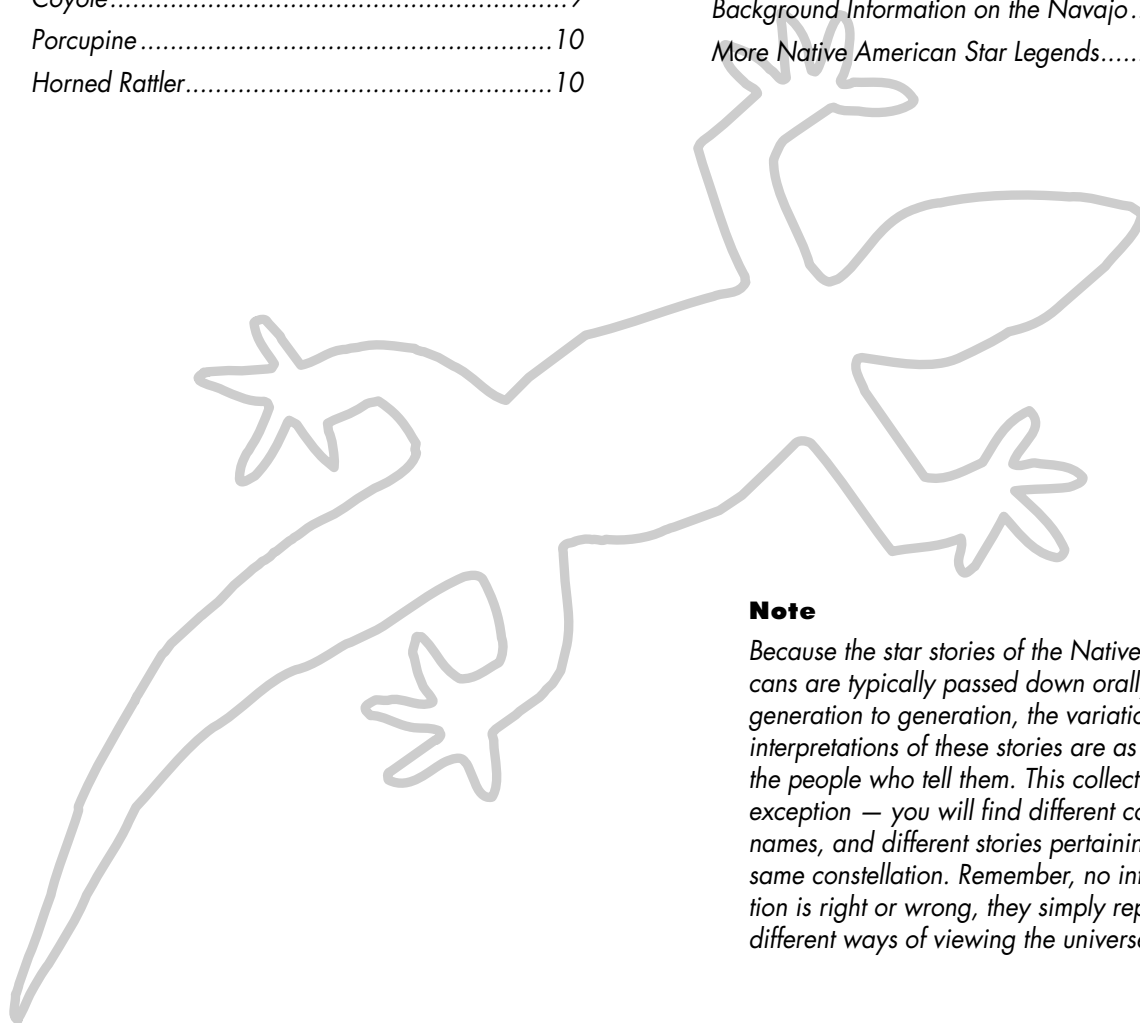 Coyote
Porcupine..........................................................10
Horned Rattler....................................................10
Background Information on the Navajo..
More Native American Star Legends.....
Note
Because the star stories of the Native
cans are typically passed down orall
generation to generation, the variatio
interpretations of these stories are as
the people who tell them. This collect
exception — you will find different co
names, and different stories pertainin
same constellation. Remember, no int
tion is right or wrong, they simply rep
different ways of viewing the universe